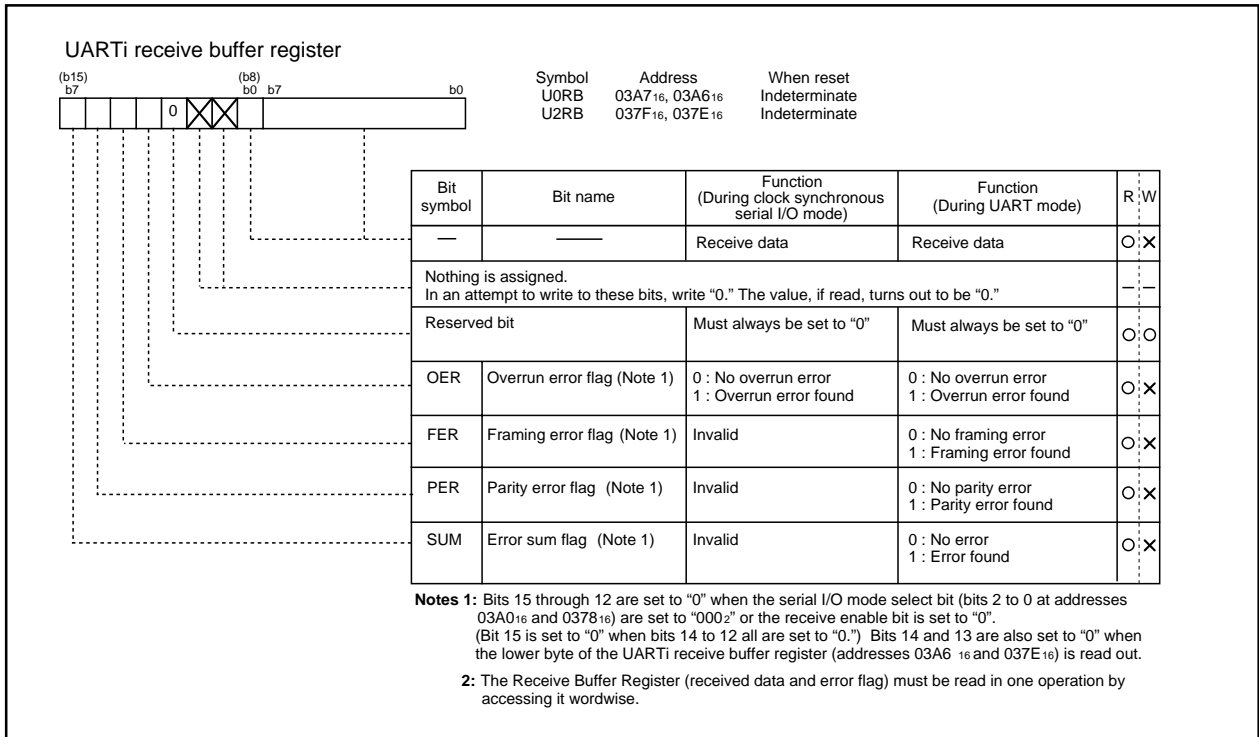 UARTi receive buffer register
(b15) (b8)
b7 b0 b7 b0
0
Symbol Address When reset
U0RB 03A716, 03A616 Indeterminate
U2RB 037F16, 037E16 Indeterminate
Bit symbol Bit name Function (During clock synchronous serial I/O mode) Function (During UART mode) R W
— —— Receive data Receive data O X
Nothing is assigned.
In an attempt to write to these bits, write “0.” The value, if read, turns out to be “0.” — —
Reserved bit Must always be set to “0” Must always be set to “0” O O
OER Overrun error flag (Note 1) 0 : No overrun error 0 : No overrun error O X
1 : Overrun error found 1 : Overrun error found
FER Framing error flag (Note 1) Invalid 0 : No framing error O X
1 : Framing error found
PER Parity error flag (Note 1) Invalid 0 : No parity error O X
1 : Parity error found
SUM Error sum flag (Note 1) Invalid 0 : No error O X
1 : Error found
Notes 1: Bits 15 through 12 are set to “0” when the serial I/O mode select bit (bits 2 to 0 at addresses
03A016 and 037816) are set to “0002” or the receive enable bit is set to “0”.
(Bit 15 is set to “0” when bits 14 to 12 all are set to “0.”) Bits 14 and 13 are also set to “0” when
the lower byte of the UARTi receive buffer register (addresses 03A6 16 and 037E16) is read out.
2: The Receive Buffer Register (received data and error flag) must be read in one operation by
accessing it wordwise.